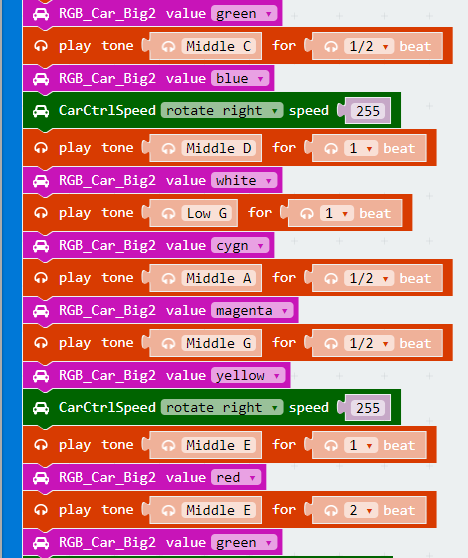 RGB_Car_Big2 value green
play tone Middle C for 1/2 beat
RGB_Car_Big2 value blue
CarCtrlSpeed rotate right speed 255
play tone Middle D for 1 beat
RGB_Car_Big2 value white
play tone Low G for 1 beat
RGB_Car_Big2 value cygn
play tone Middle A for 1/2 beat
RGB_Car_Big2 value magenta
play tone Middle G for 1/2 beat
RGB_Car_Big2 value yellow
CarCtrlSpeed rotate right speed 255
play tone Middle E for 1 beat
RGB_Car_Big2 value red
play tone Middle E for 2 beat
RGB_Car_Big2 value green